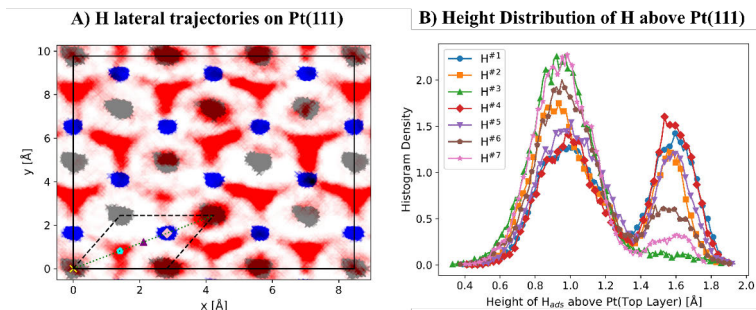 A) H lateral trajectories on Pt(111)
10
8
6
4
2
0
y [Å]
0
2
4
6
8
x [Å]
B) Height Distribution of H above Pt(111)
H#1
H#2
H#3
H#4
H#5
H#6
H#7
2.0
1.5
1.0
0.5
0.0
Histogram Density
0.4
0.6
0.8
1.0
1.2
1.4
1.6
1.8
2.0
Height of Hads above Pt(Top Layer) [Å]